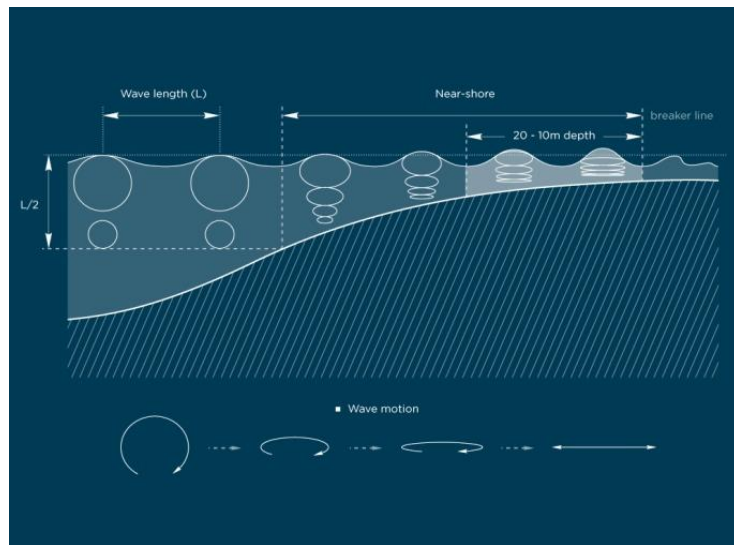 Wave length (L)
Near-shore
breaker line
20 - 10m depth
L/2
Wave motion